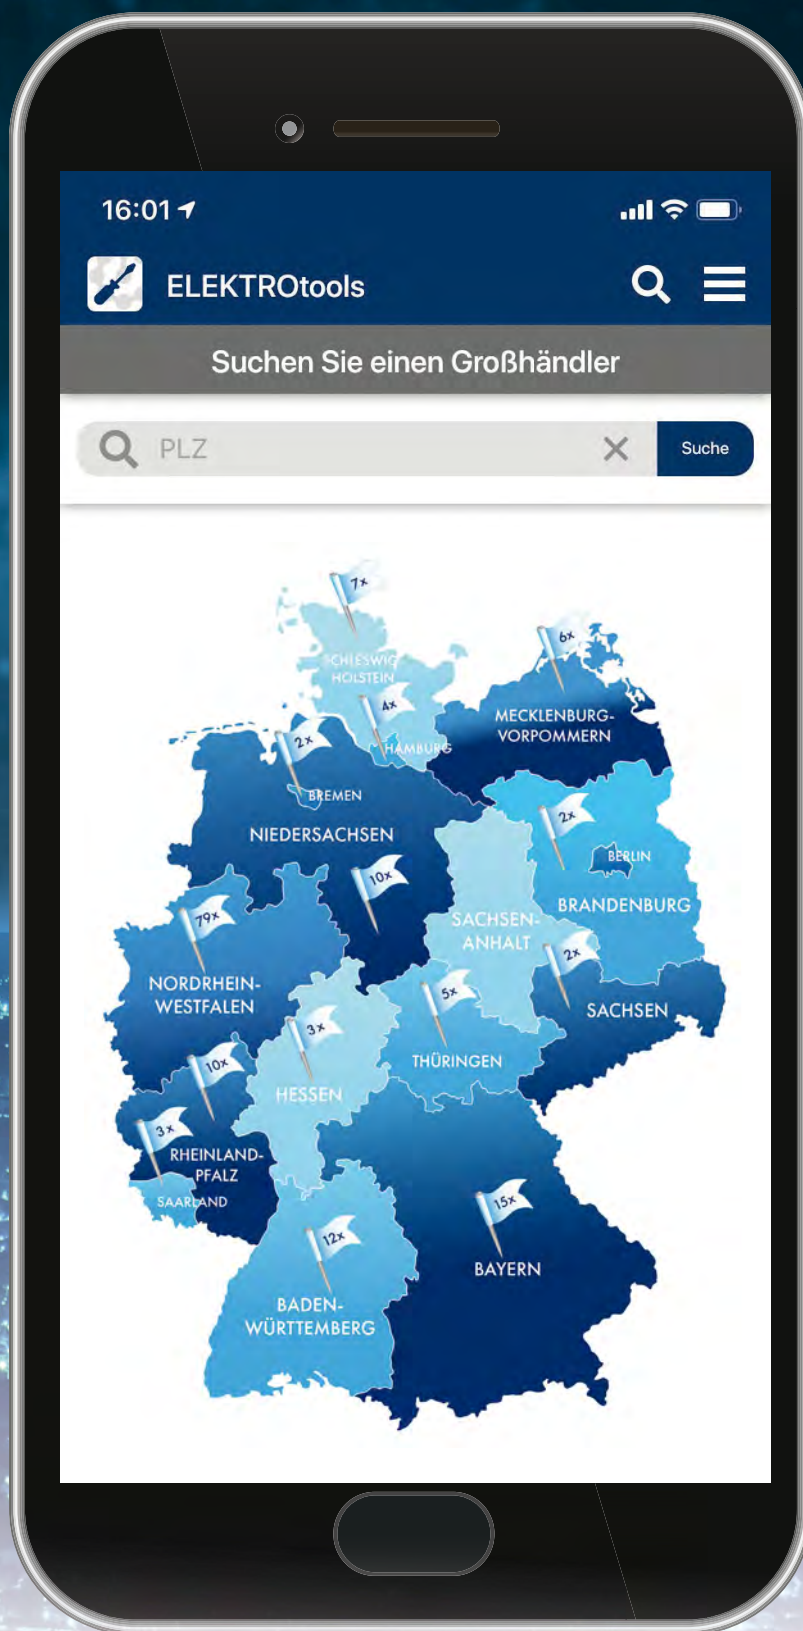 16:01
ELEKTROtools
Suchen Sie einen Großhändler
PLZ
Suche
7x
SCHLESWIG
HOLSTEIN
6x
4x
HAMBURG
MECKLENBURG-
VORPOMMERN
2x
BREMEN
NIEDERSACHSEN
2x
BERLIN
BRANDENBURG
10x
79x
SACHSEN-
ANHALT
2x
NORDRHEIN-
WESTFALEN
5x
SACHSEN
3x
THÜRINGEN
10x
HESSEN
3x
RHEINLAND-
PFALZ
SAARLAND
15x
12x
BAYERN
BADEN-
WÜRTTEMBERG